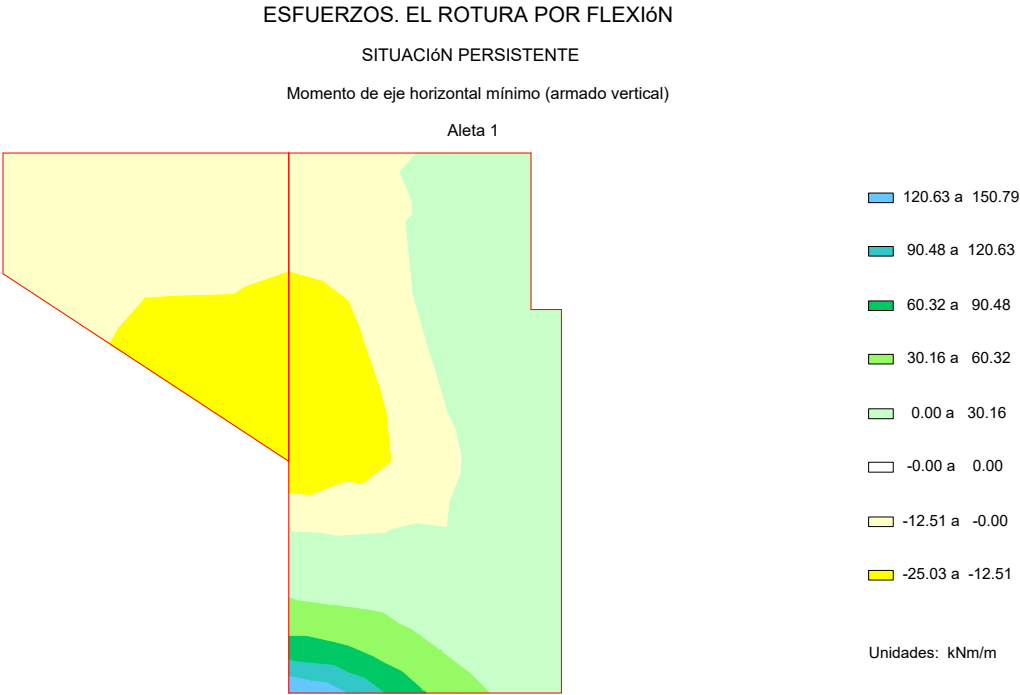 ESFUERZOS. EL ROTURA POR FLEXIóN
SITUACIóN PERSISTENTE
Momento de eje horizontal mínimo (armado vertical)
Aleta 1
120.63 a 150.79
90.48 a 120.63
60.32 a 90.48
30.16 a 60.32
0.00 a 30.16
-0.00 a 0.00
-12.51 a -0.00
-25.03 a -12.51
Unidades: kNm/m